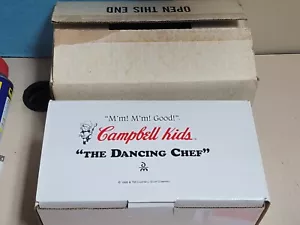 OPEN THIS END
"M'm! M'm! Good!"
Campbell Kids
"THE DANCING CHEF"